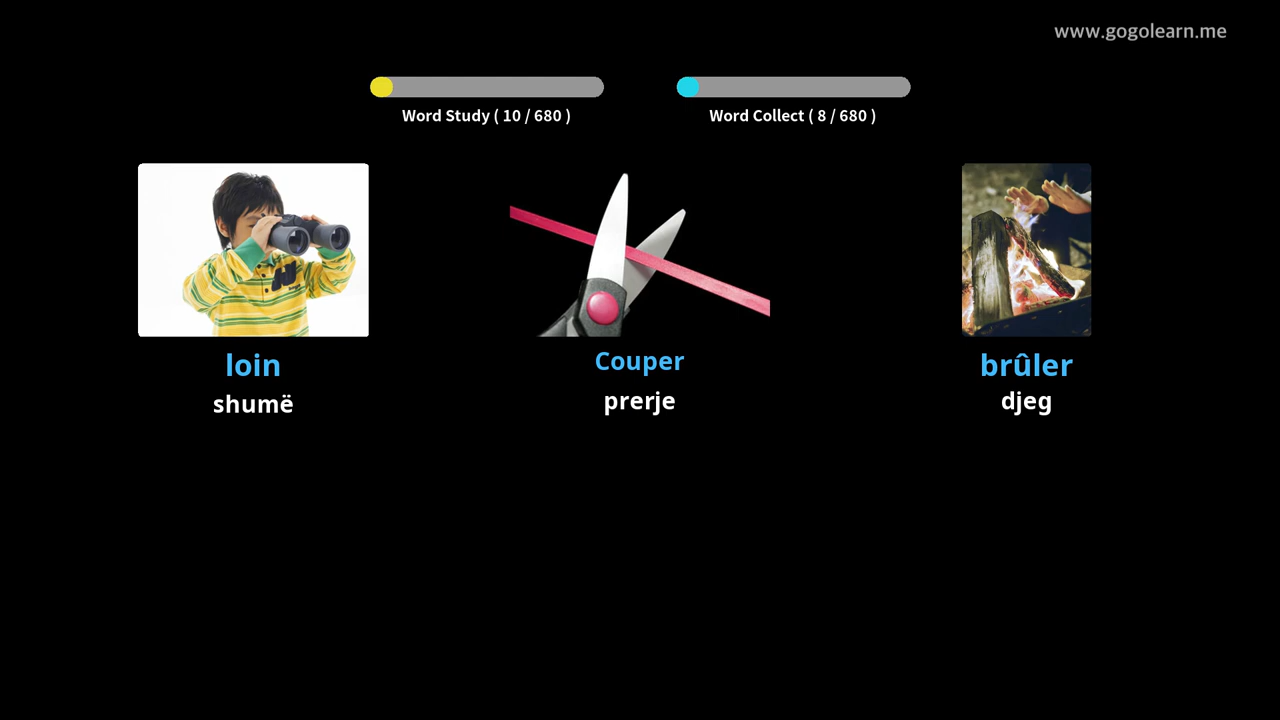 www.gogolearn.me
Word Study ( 10 / 680 )
Word Collect ( 8 / 680 )
loin
shumë
Couper
prerje
brûler
djeg